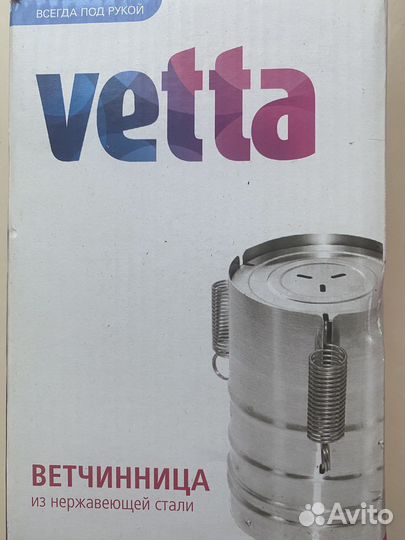 ВСЕГДА ПОД РУКОЙ
vetta
ВЕТЧИННИЦА
из нержавеющей стали
Avito